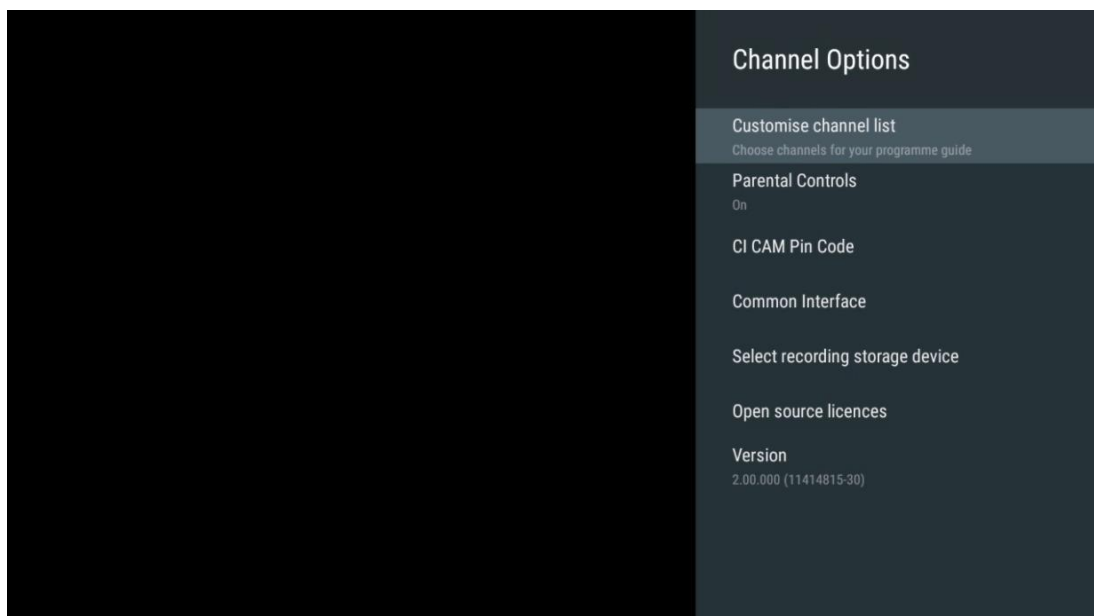 Channel Options
Customise channel list
Choose channels for your programme guide
Parental Controls
On
CI CAM Pin Code
Common Interface
Select recording storage device
Open source licences
Version
2.00.000 (11414815-30)